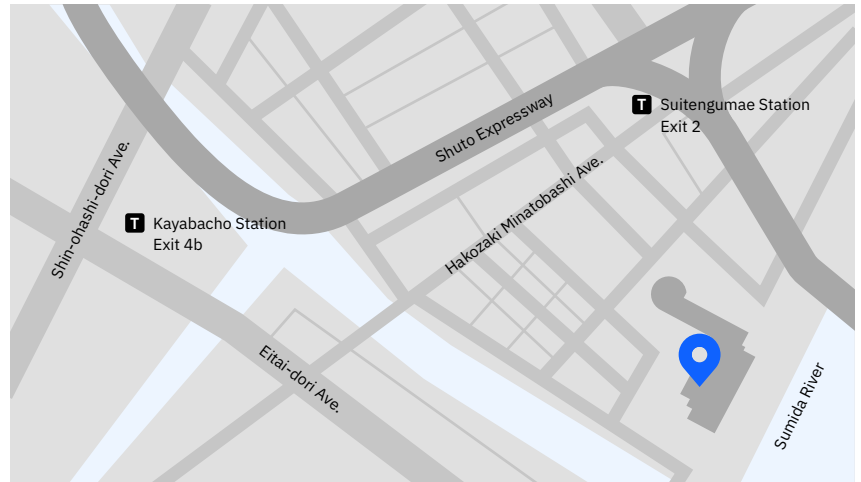 T Suitengumae Station
Exit 2
Shuto Expressway
Shin-ohashi-dori Ave.
Hakozaki Minatobashi Ave.
T Kayabacho Station
Exit 4b
Eitai-dori Ave.
Sumida River